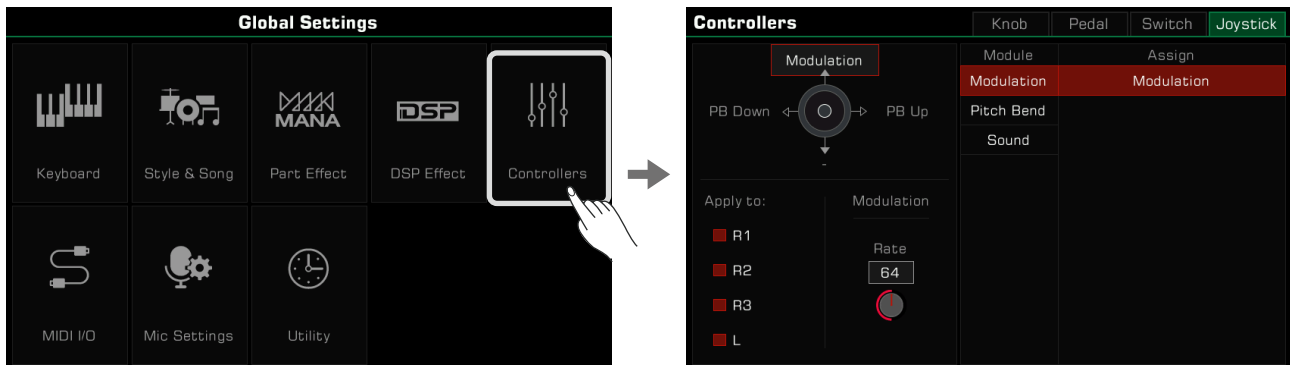 Global Settings
MANA
DSP
Keyboard
Style & Song
Part Effect
DSP Effect
Controllers
MIDI I/O
Mic Settings
Utility
Controllers
Knob
Pedal
Switch
Joystick
Modulation
PB Down
PB Up
-
Apply to:
R1
R2
R3
L
Modulation
Rate
64
Module
Assign
Modulation
Modulation
Pitch Bend
Sound